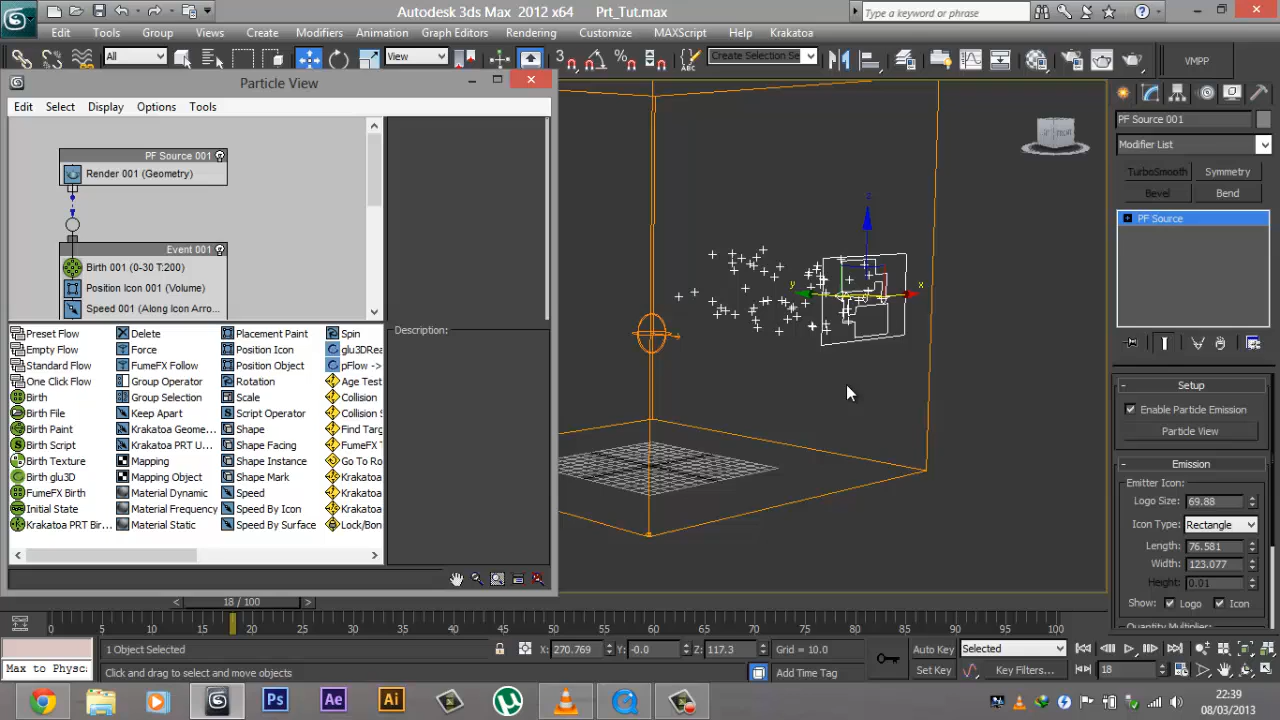 Autodesk 3ds Max 2012 x64 Prt_Tut.max
Type a keyword or phrase
Edit Tools Group Views Create Modifiers Animation Graph Editors Rendering Customize MAXScript Help Krakatoa
All
View
Create Selection Se
VMPP
Particle View
Edit Select Display Options Tools
PF Source 001
Render 001 (Geometry)
Event 001
Birth 001 (0-30 T:200)
Position Icon 001 (Volume)
Speed 001 (Along Icon Arro...
Description:
Preset Flow
Empty Flow
Standard Flow
One Click Flow
Birth
Birth File
Birth Paint
Birth Script
Birth Texture
Birth glu3D
FumeFX Birth
Initial State
Krakatoa PRT Bir...
Delete
Force
FumeFX Follow
Group Operator
Group Selection
Keep Apart
Krakatoa Geome...
Krakatoa PRT U...
Mapping
Mapping Object
Material Dynamic
Material Frequency
Material Static
Placement Paint
Position Icon
Position Object
Rotation
Scale
Script Operator
Shape
Shape Facing
Shape Instance
Shape Mark
Speed
Speed By Icon
Speed By Surface
Spin
glu3DRea
pFlow ->
Age Test
Collision
Collision S
Find Targ
FumeFX T
Go To Ro
Krakatoa
Krakatoa
Krakatoa
Lock/Bon
z
y
x
PF Source 001
Modifier List
TurboSmooth Symmetry
Bevel Bend
PF Source
Setup
Enable Particle Emission
Particle View
Emission
Emitter Icon:
Logo Size: 69.88
Icon Type: Rectangle
Length: 76.581
Width: 123.077
Height: 0.01
Show: Logo Icon
Quantity Multiplier:
18 / 100
0 5 10 15 20 25 30 35 40 45 50 55 60 65 70 75 80 85 90 95 100
1 Object Selected
X: 270.769 Y: -0.0 Z: 117.3 Grid = 10.0
Auto Key Selected
Max to Physc
Click and drag to select and move objects
Add Time Tag
Set Key Key Filters...
18
Ps Ae Ai
22:39
08/03/2013